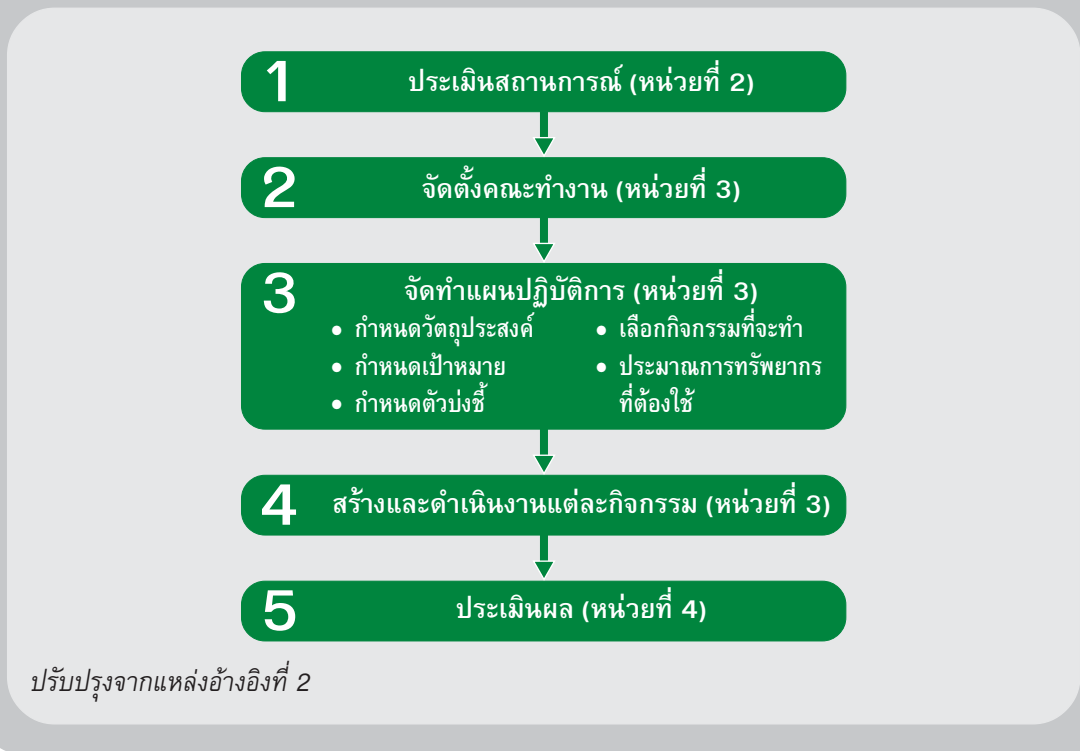 1 ประเมินสถานการณ์ (หน่วยที่ 2)
2 จัดตั้งคณะทำงาน (หน่วยที่ 3)
3 จัดทำแผนปฏิบัติการ (หน่วยที่ 3)
• กำหนดวัตถุประสงค์
• กำหนดเป้าหมาย
• กำหนดตัวบ่งชี้
• เลือกกิจกรรมที่จะทำ
• ประมาณการทรัพยากร
ที่ต้องใช้
4 สร้างและดำเนินงานแต่ละกิจกรรม (หน่วยที่ 3)
5 ประเมินผล (หน่วยที่ 4)
ปรับปรุงจากแหล่งอ้างอิงที่ 2